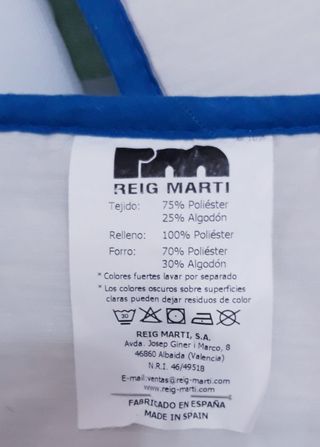 REIG MARTI
Tejido: 75% Poliéster
25% Algodón
Relleno: 100% Poliéster
Forro: 70% Poliéster
30% Algodón
* Colores fuertes lavar por separado
* Los colores oscuros sobre superficies
claras pueden dejar residuos de color
30
REIG MARTI, S.A.
Avda. Josep Giner i Marco, 8
46860 Albaida (Valencia)
N.R.I. 46/49518
E-mail.ventas@reig-marti.com
www.reig-marti.com
FABRICADO EN ESPAÑA
MADE IN SPAIN